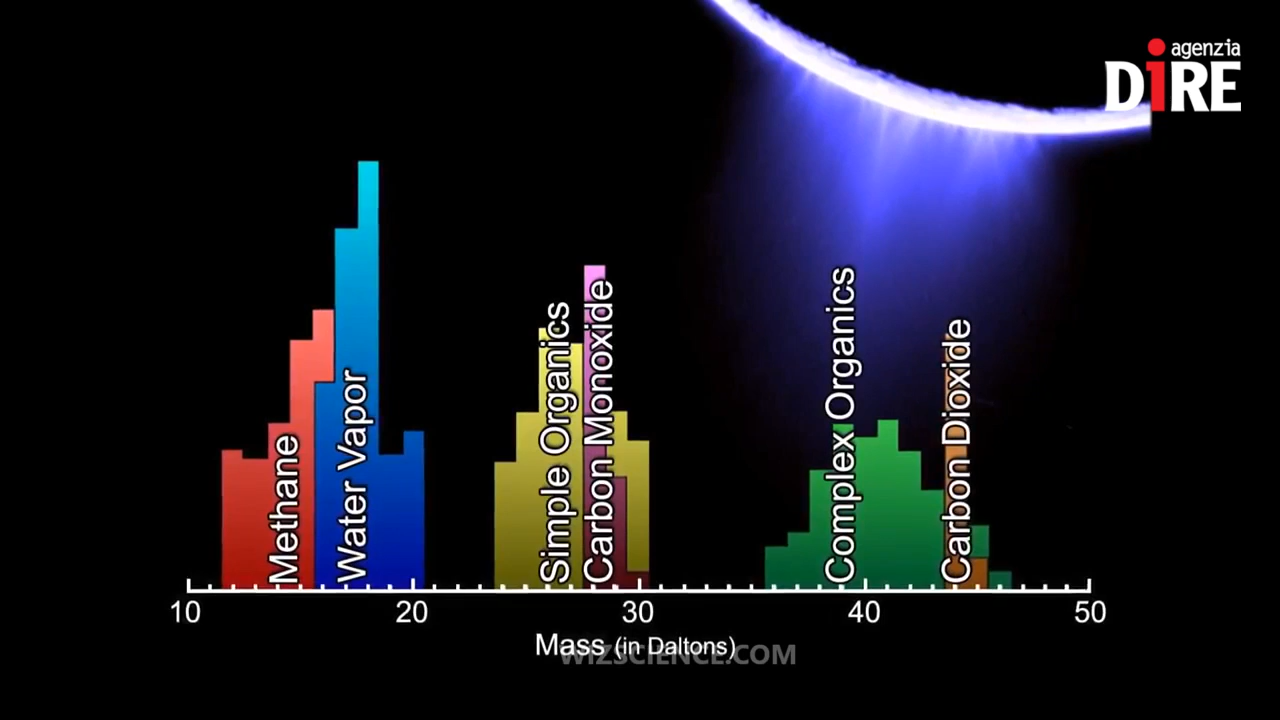 agenzia
DiRE
Methane
Water Vapor
Simple Organics
Carbon Monoxide
Complex Organics
Carbon Dioxide
10 20 30 40 50
Mass (in Daltons)
WIZSCIENCE.COM